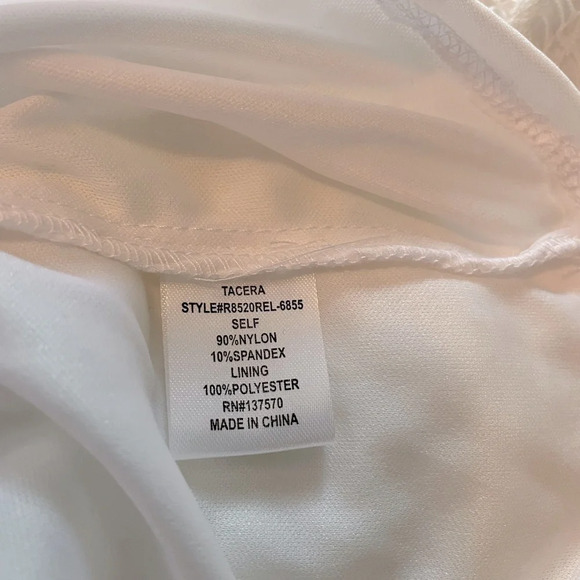 TACERA
STYLE#R8520REL-6855
SELF
90%NYLON
10%SPANDEX
LINING
100%POLYESTER
RN#137570
MADE IN CHINA